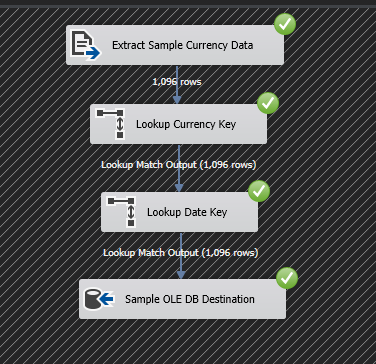 Extract Sample Currency Data
1,096 rows
Lookup Currency Key
Lookup Match Output (1,096 rows)
Lookup Date Key
Lookup Match Output (1,096 rows)
Sample OLE DB Destination